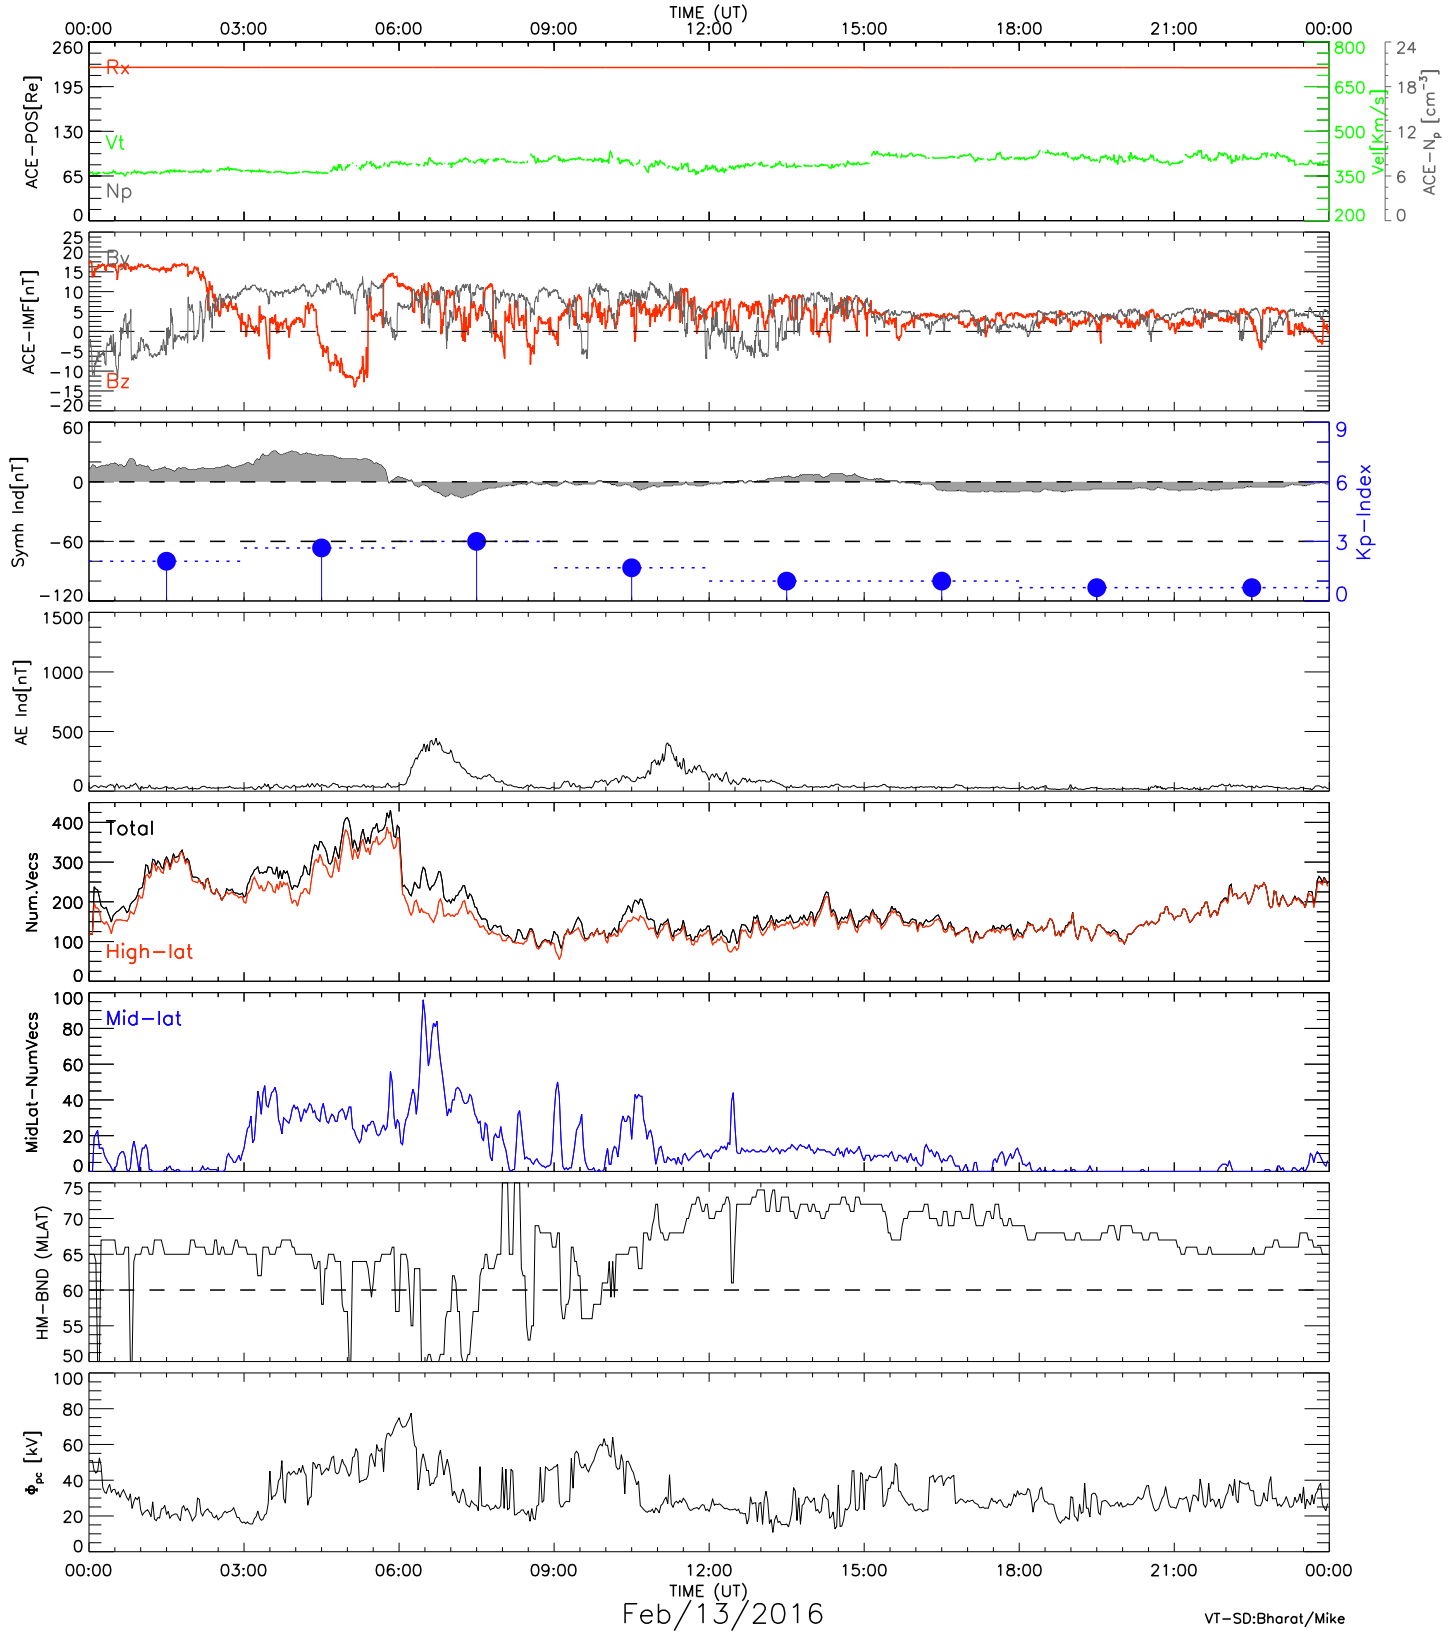 TIME (UT)
00:00 03:00 06:00 09:00 12:00 15:00 18:00 21:00 00:00
260
195
130
65
0
ACE-POS[Re]
Rx
Vt
Np
800
650
500
350
200
Vel[Km/s]
24
18
12
6
0
ACE-Np [cm-3]
25
20
15
10
5
0
-5
-10
-15
-20
ACE-IMF[nT]
By
Bz
60
0
-60
-120
Symh Ind[nT]
9
6
3
0
Kp-Index
1500
1000
500
0
AE Ind[nT]
400
300
200
100
0
Num.Vecs
Total
High-lat
100
80
60
40
20
0
MidLat-NumVecs
Mid-lat
75
70
65
60
55
50
HM-BND (MLAT)
100
80
60
40
20
0
Φpc [kV]
00:00 03:00 06:00 09:00 12:00 15:00 18:00 21:00 00:00
TIME (UT)
Feb/13/2016
VT-SD:Bharat/Mike